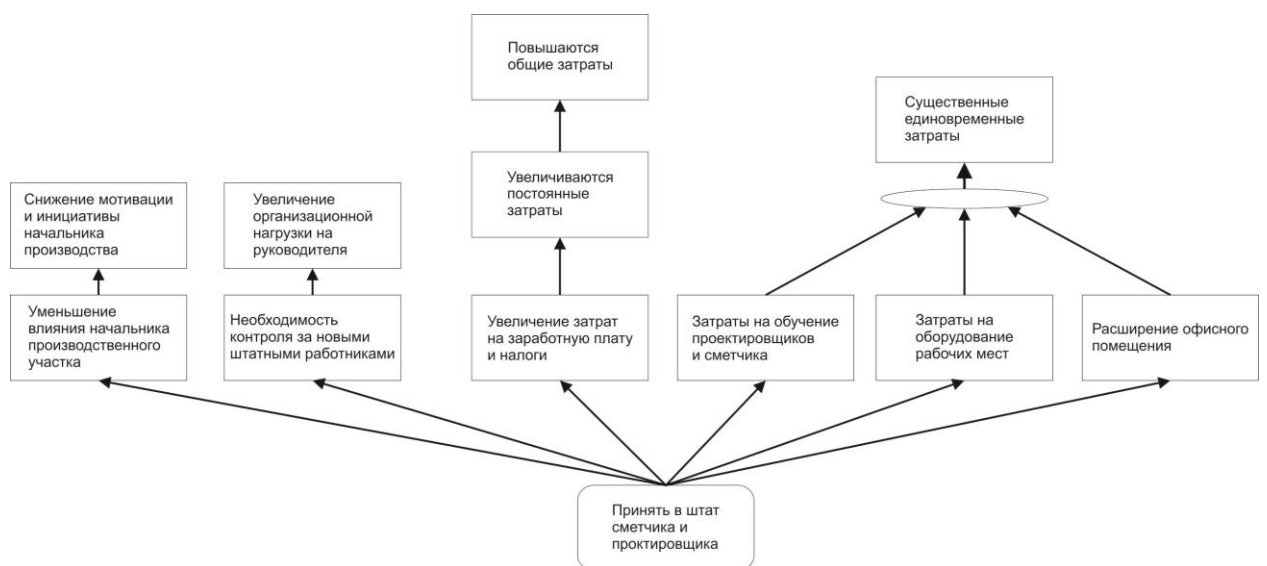 Повышаются
общие затраты
Существенные
единовременные
затраты
Снижение мотивации
и инициативы
начальника
производства
Увеличение
организационной
нагрузки на
руководителя
Увеличиваются
постоянные
затраты
Уменьшение
влияния начальника
производственного
участка
Необходимость
контроля за новыми
штатными работниками
Увеличение затрат
на заработную плату
и налоги
Затраты на обучение
проектировщиков
и сметчика
Затраты на
оборудование
рабочих мест
Расширение офисного
помещения
Принять в штат
сметчика и
проктировщика